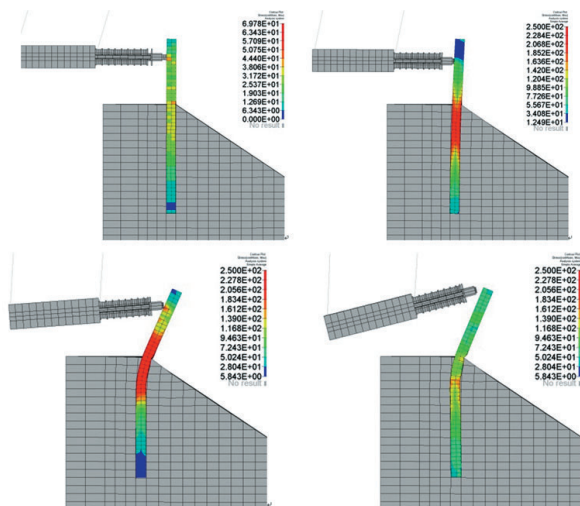 6.978E+01
6.343E+01
5.709E+01
5.075E+01
4.440E+01
3.806E+01
3.172E+01
2.537E+01
1.903E+01
1.269E+01
6.343E+00
0.000E+00
No result
2.500E+02
2.284E+02
2.068E+02
1.852E+02
1.636E+02
1.420E+02
1.204E+02
9.885E+01
7.726E+01
5.567E+01
3.408E+01
1.249E+01
No result
2.500E+02
2.278E+02
2.056E+02
1.834E+02
1.612E+02
1.390E+02
1.168E+02
9.463E+01
7.243E+01
5.024E+01
2.804E+01
5.843E+00
No result
2.500E+02
2.278E+02
2.056E+02
1.834E+02
1.612E+02
1.390E+02
1.168E+02
9.463E+01
7.243E+01
5.024E+01
2.804E+01
5.843E+00
No result